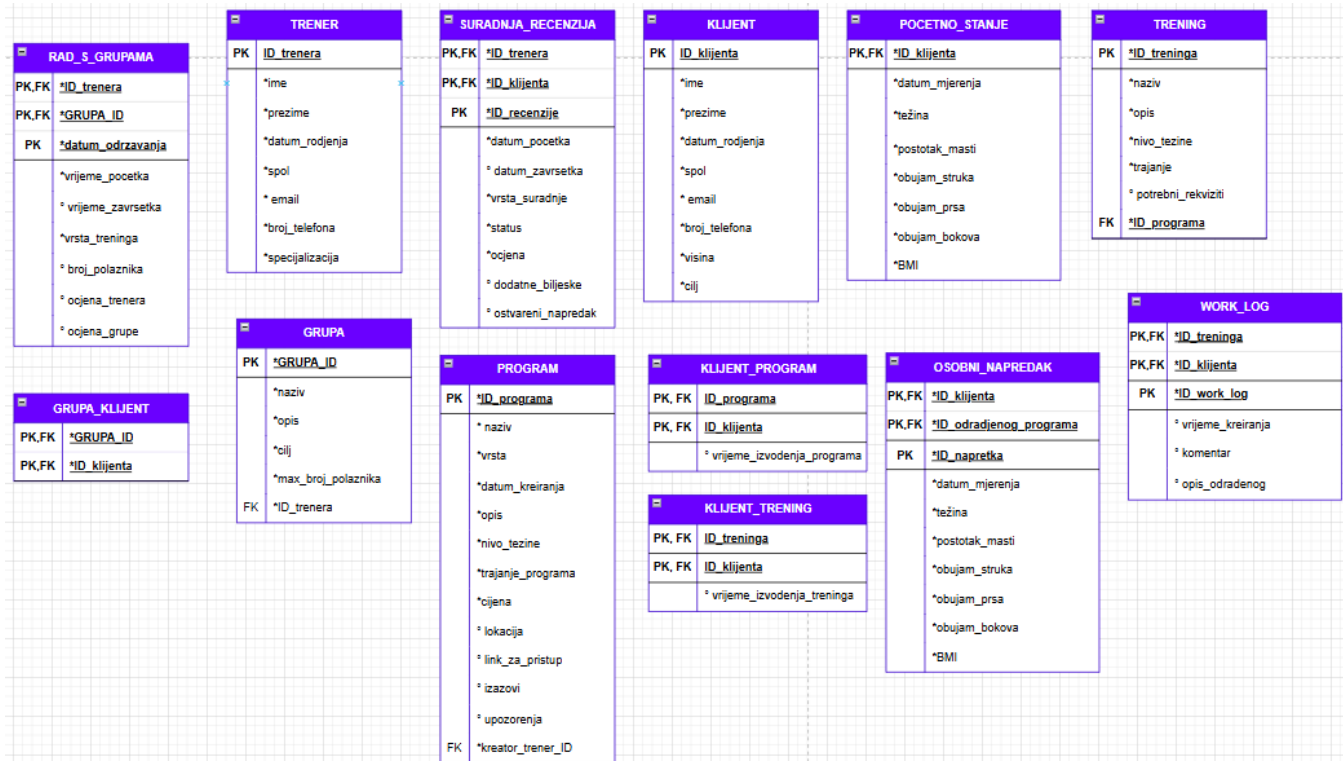 RAD_S_GRUPAMA
PK,FK *ID_trenera
PK,FK *GRUPA_ID
PK *datum_odrzavanja
*vrijeme_pocetka
° vrijeme_zavrsetka
*vrsta_treninga
° broj_polaznika
° ocjena_trenera
° ocjena_grupe
GRUPA_KLIJENT
PK,FK *GRUPA_ID
PK,FK *ID_klijenta
TRENER
PK ID_trenera
*ime
*prezime
*datum_rodjenja
*spol
* email
*broj_telefona
*specijalizacija
GRUPA
PK *GRUPA_ID
*naziv
*opis
*cilj
*max_broj_polaznika
FK *ID_trenera
SURADNJA_RECENZIJA
PK,FK *ID_trenera
PK,FK *ID_klijenta
PK *ID_recenzije
*datum_pocetka
° datum_zavrsetka
*vrsta_suradnje
*status
*ocjena
° dodatne_biljeske
° ostvareni_napredak
PROGRAM
PK *ID_programa
* naziv
*vrsta
*datum_kreiranja
*opis
*nivo_tezine
*trajanje_programa
*cijena
° lokacija
° link_za_pristup
° izazovi
° upozorenja
FK *kreator_trener_ID
KLIJENT
PK ID_klijenta
*ime
*prezime
*datum_rodjenja
*spol
* email
*broj_telefona
*visina
*cilj
KLIJENT_PROGRAM
PK, FK ID_programa
PK, FK ID_klijenta
° vrijeme_izvodenja_programa
KLIJENT_TRENING
PK, FK ID_treninga
PK, FK ID_klijenta
° vrijeme_izvodenja_treninga
POCETNO_STANJE
PK,FK *ID_klijenta
*datum_mjerenja
*težina
*postotak_masti
*obujam_struka
*obujam_prsa
*obujam_bokova
*BMI
OSOBNI_NAPREDAK
PK,FK *ID_klijenta
PK,FK *ID_odradjenog_programa
PK *ID_napretka
*datum_mjerenja
*težina
*postotak_masti
*obujam_struka
*obujam_prsa
*obujam_bokova
*BMI
TRENING
PK *ID_treninga
*naziv
*opis
*nivo_tezine
*trajanje
° potrebni_rekviziti
FK *ID_programa
WORK_LOG
PK,FK *ID_treninga
PK,FK *ID_klijenta
PK *ID_work_log
° vrijeme_kreiranja
° komentar
° opis_odradenog